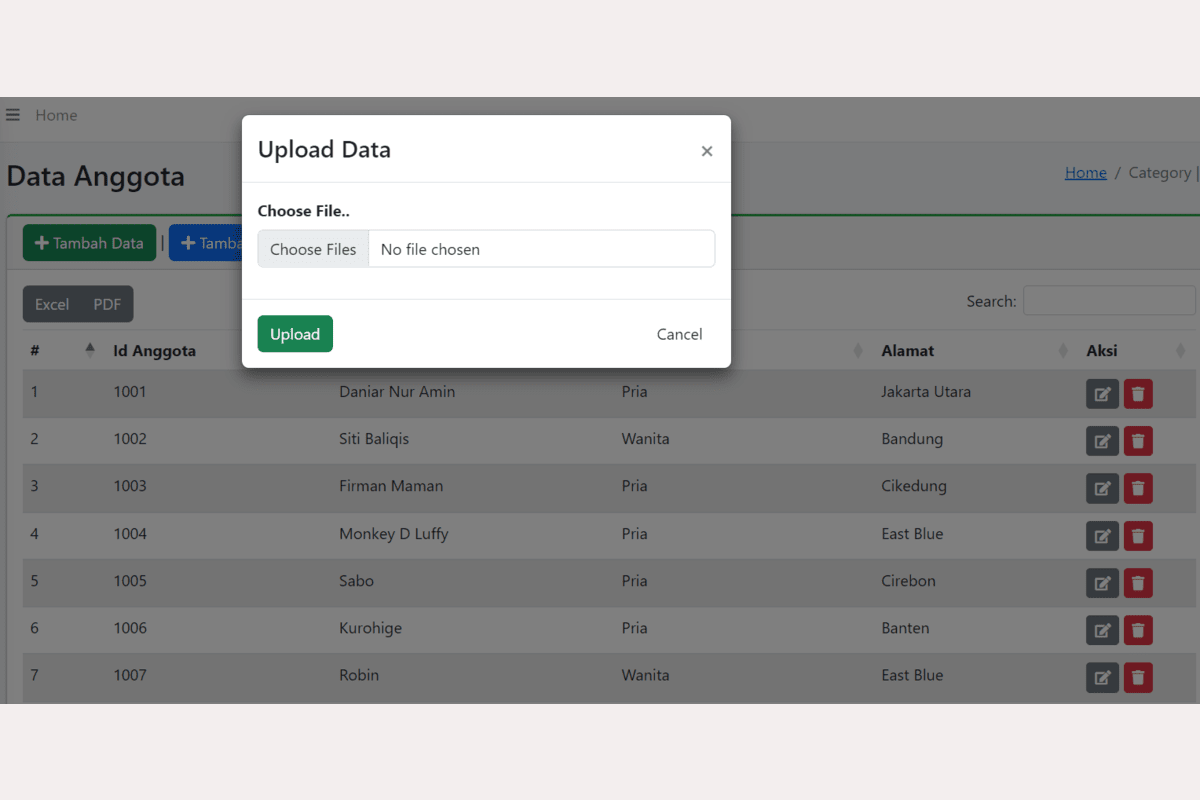 Home
Upload Data ×
Data Anggota
Home / Category |
Choose File..
Tambah Data |
Choose Files No file chosen
Excel PDF
Search:
Upload Cancel
# Id Anggota Alamat Aksi
1 1001 Daniar Nur Amin Pria Jakarta Utara
2 1002 Siti Baliqis Wanita Bandung
3 1003 Firman Maman Pria Cikedung
4 1004 Monkey D Luffy Pria East Blue
5 1005 Sabo Pria Cirebon
6 1006 Kurohige Pria Banten
7 1007 Robin Wanita East Blue